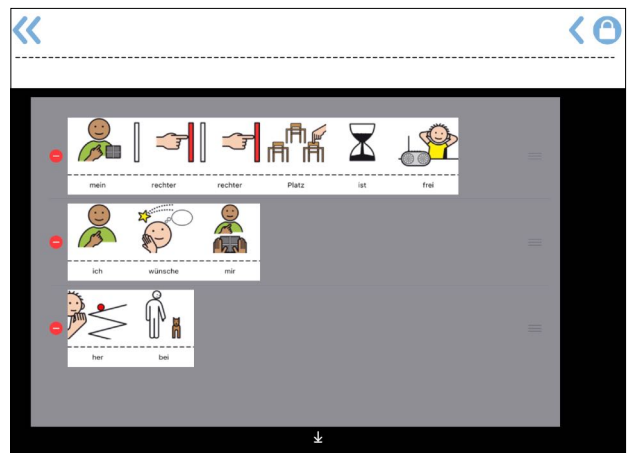 mein rechter rechter Platz ist frei
ich wünsche mir
her bei